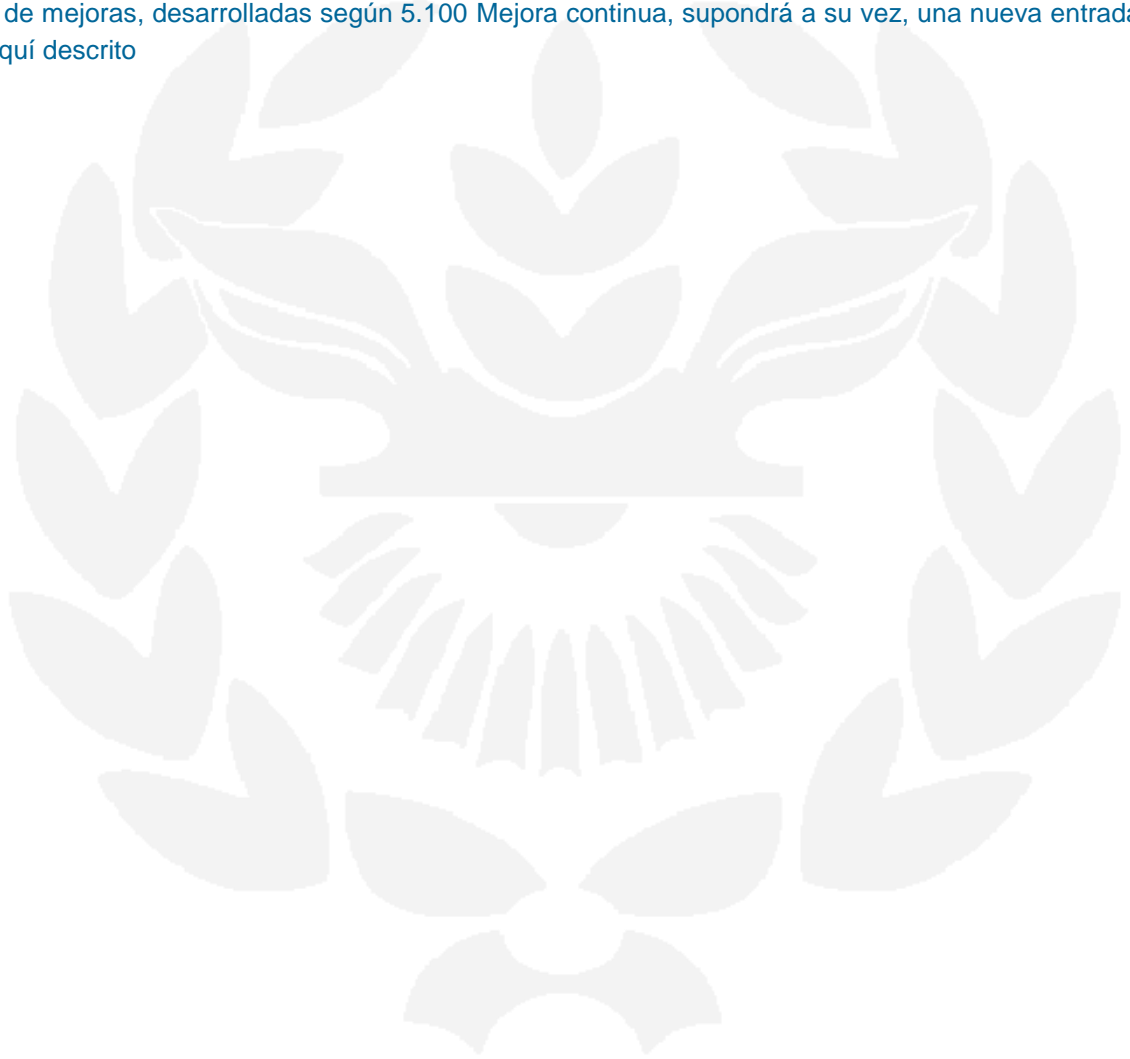 de mejoras, desarrolladas según 5.100 Mejora continua, supondrá a su vez, una nueva entrada
quí descrito